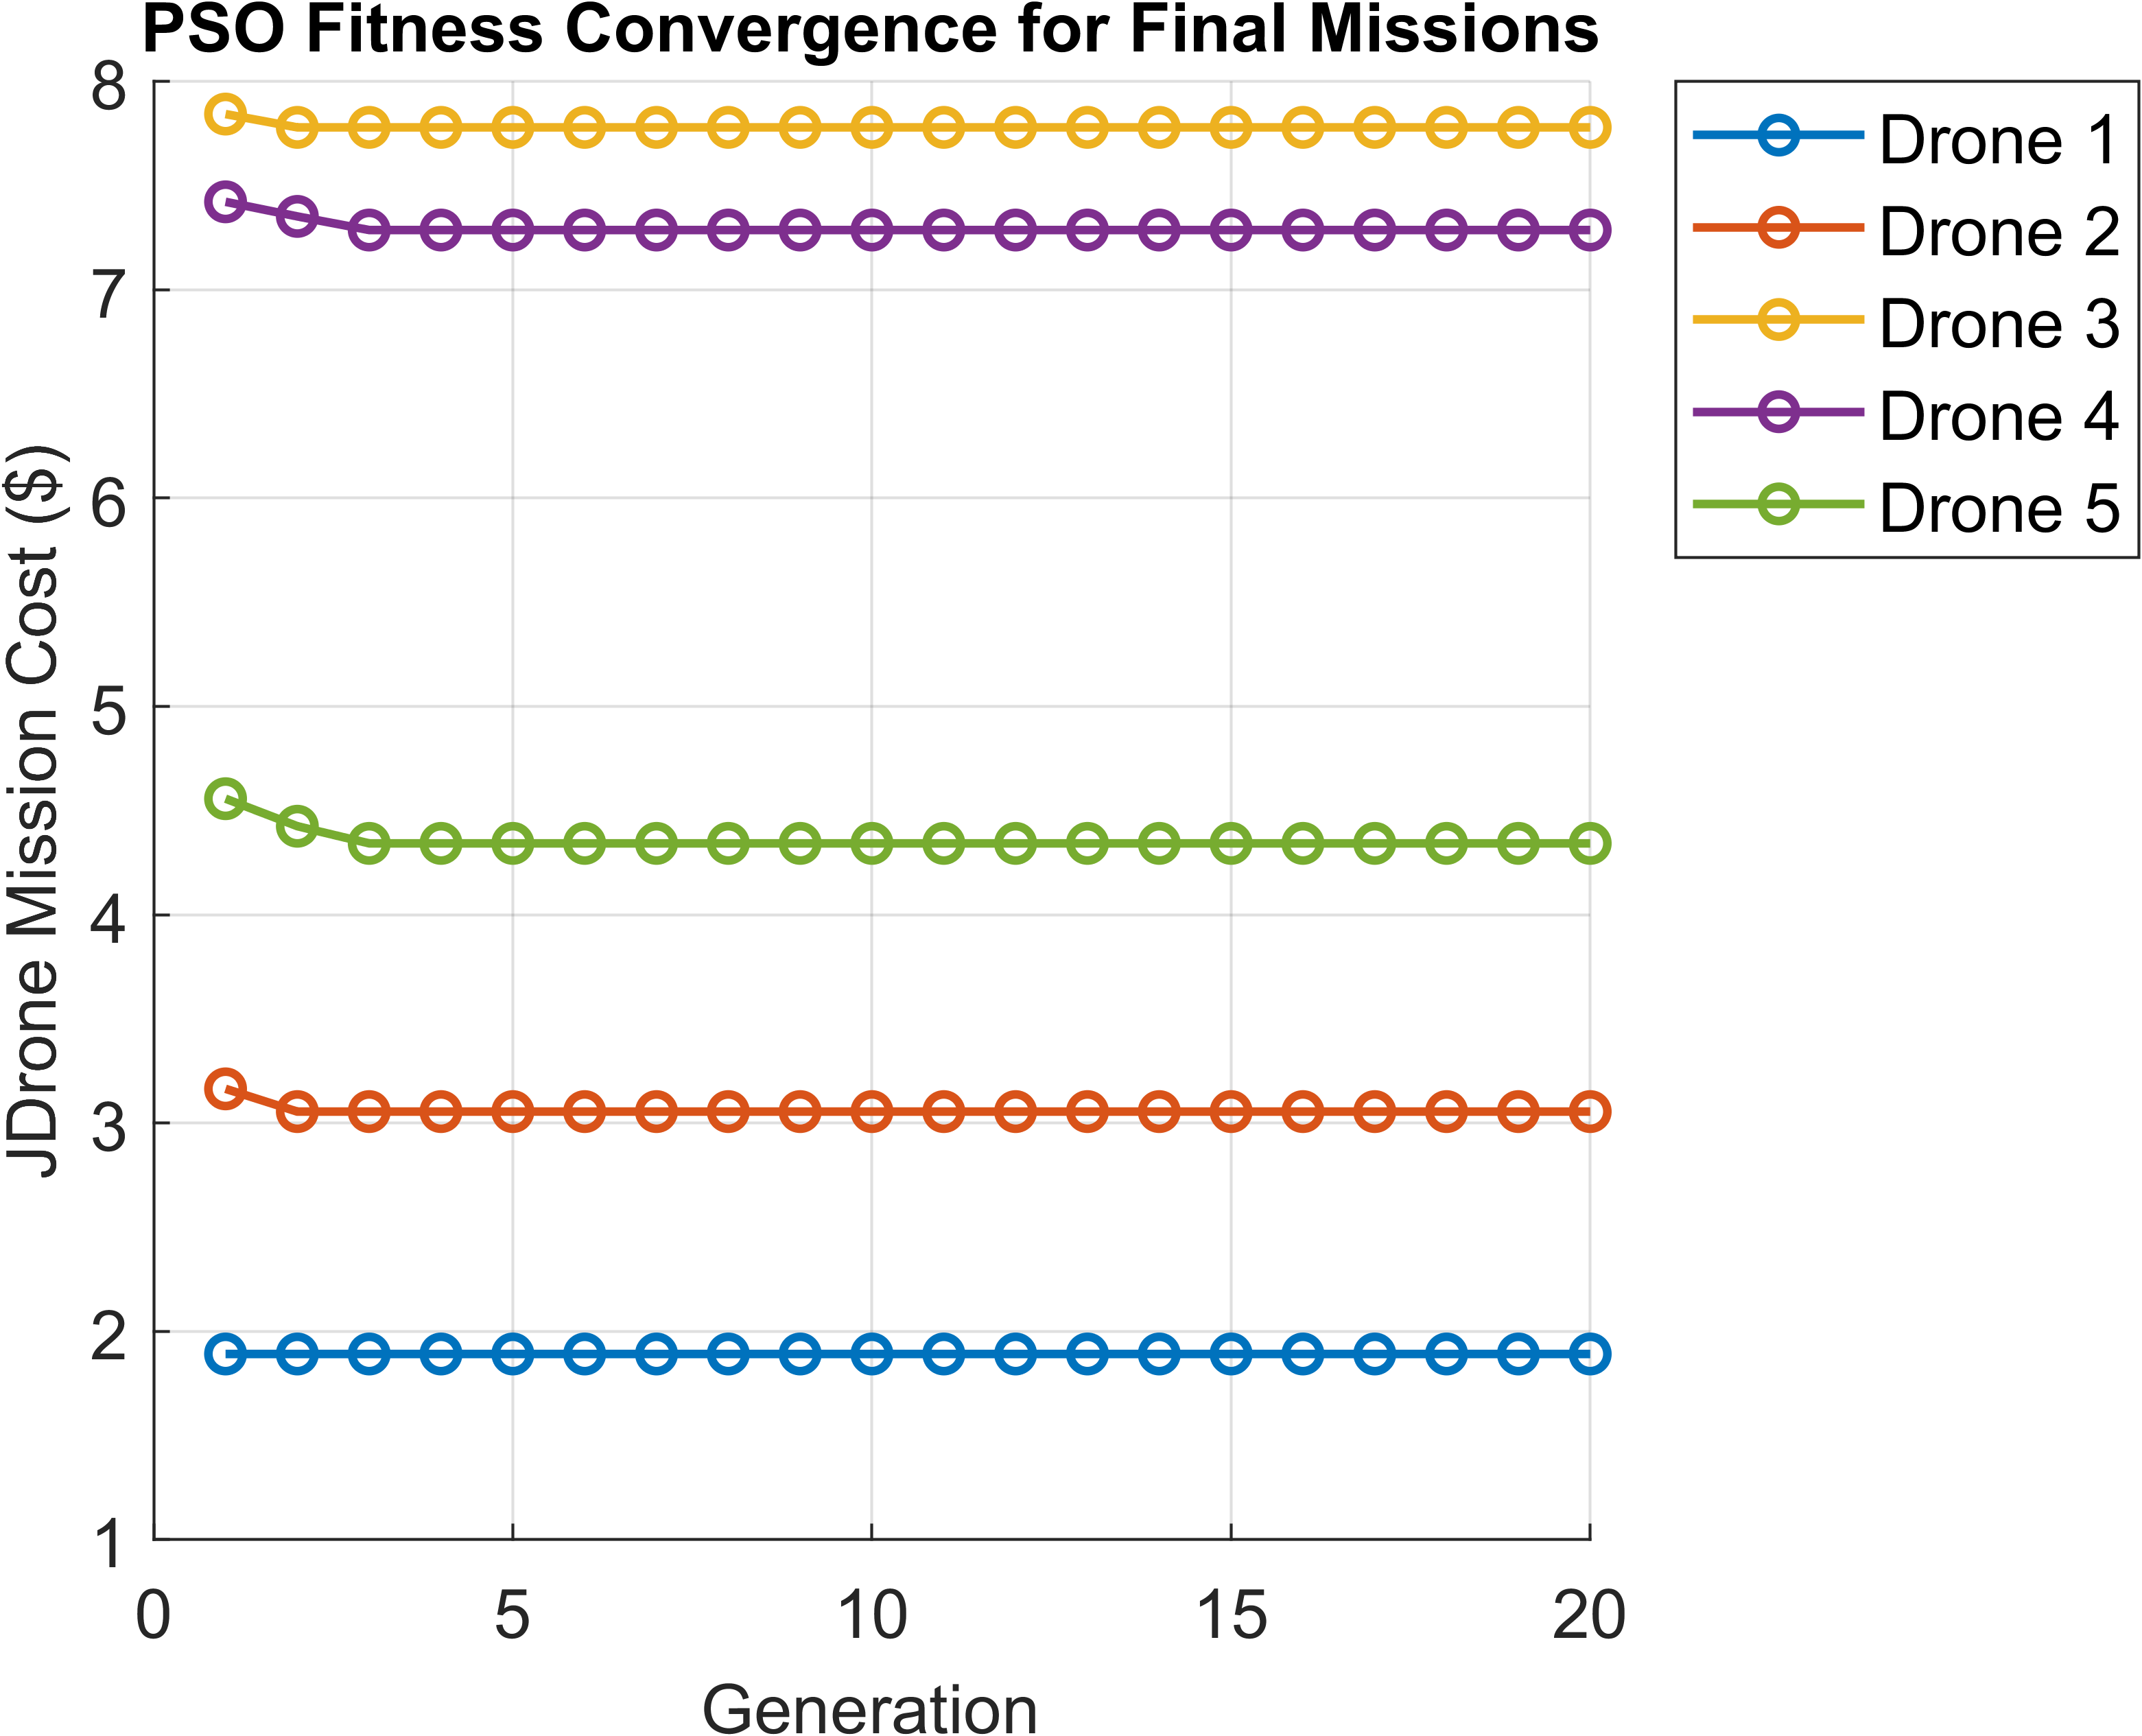 PSO Fitness Convergence for Final Missions
8
7
6
5
4
3
2
1
JDrone Mission Cost ($)
0 5 10 15 20
Generation
Drone 1
Drone 2
Drone 3
Drone 4
Drone 5